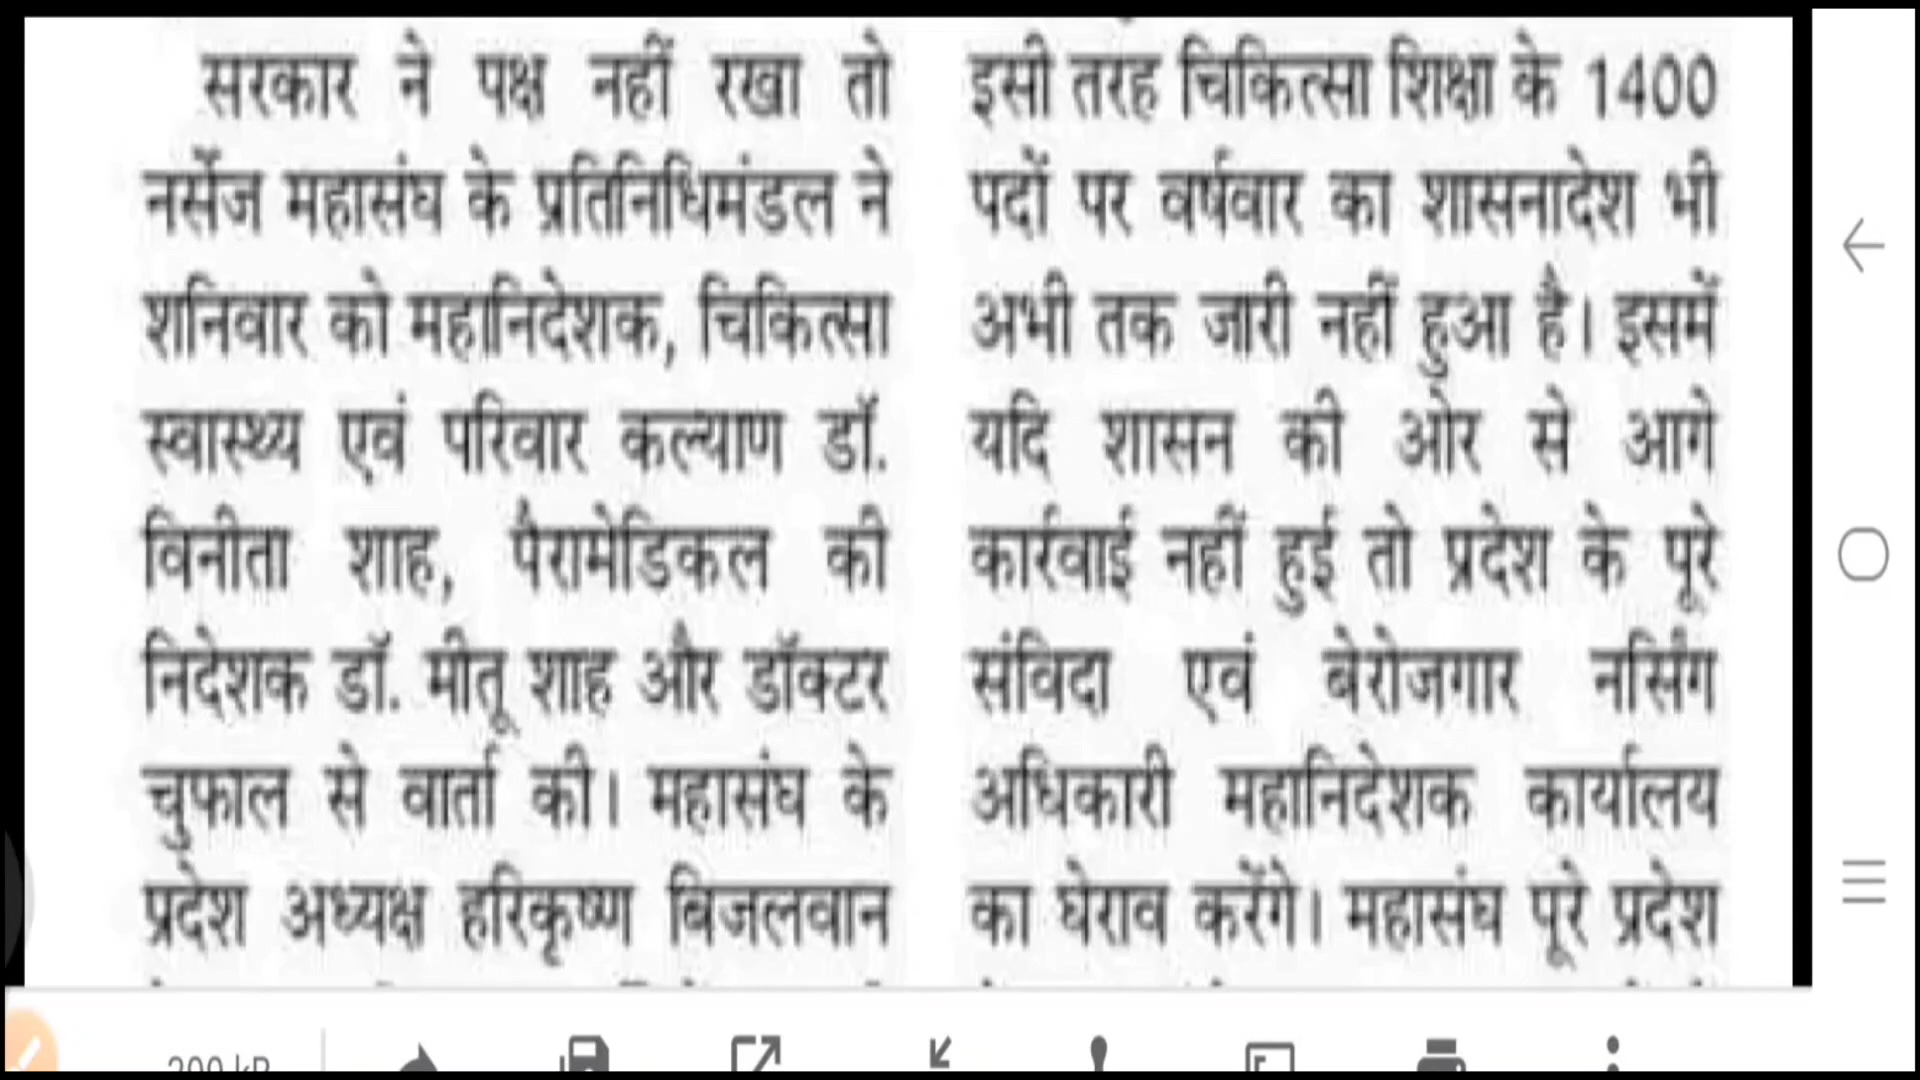 सरकार ने पक्ष नहीं रखा तो
नर्सेज महासंघ के प्रतिनिधिमंडल ने
शनिवार को महानिदेशक, चिकित्सा
स्वास्थ्य एवं परिवार कल्याण डॉ.
विनीता शाह, पैरामेडिकल की
निदेशक डॉ. मीतू शाह और डॉक्टर
चुफाल से वार्ता की। महासंघ के
प्रदेश अध्यक्ष हरिकृष्ण बिजलवान
इसी तरह चिकित्सा शिक्षा के 1400
पदों पर वर्षवार का शासनादेश भी
अभी तक जारी नहीं हुआ है। इसमें
यदि शासन की ओर से आगे
कार्रवाई नहीं हुई तो प्रदेश के पूरे
संविदा एवं बेरोजगार नर्सिंग
अधिकारी महानिदेशक कार्यालय
का घेराव करेंगे। महासंघ पूरे प्रदेश